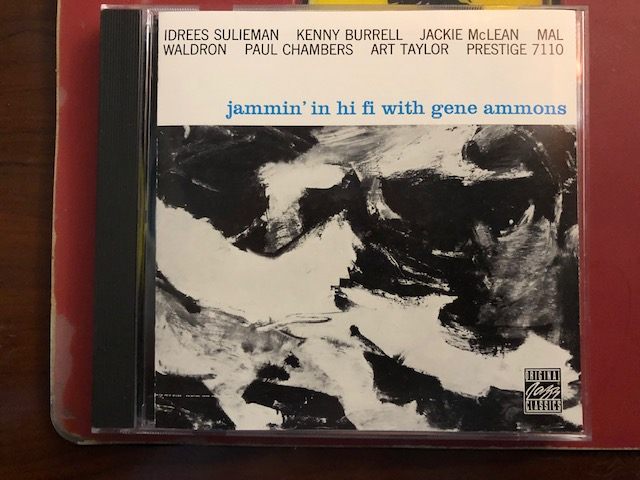 IDREES SULIEMAN KENNY BURRELL JACKIE McLEAN MAL
WALDRON PAUL CHAMBERS ART TAYLOR PRESTIGE 7110
jammin' in hi fi with gene ammons
ORIGINAL
Jazz
CLASSICS